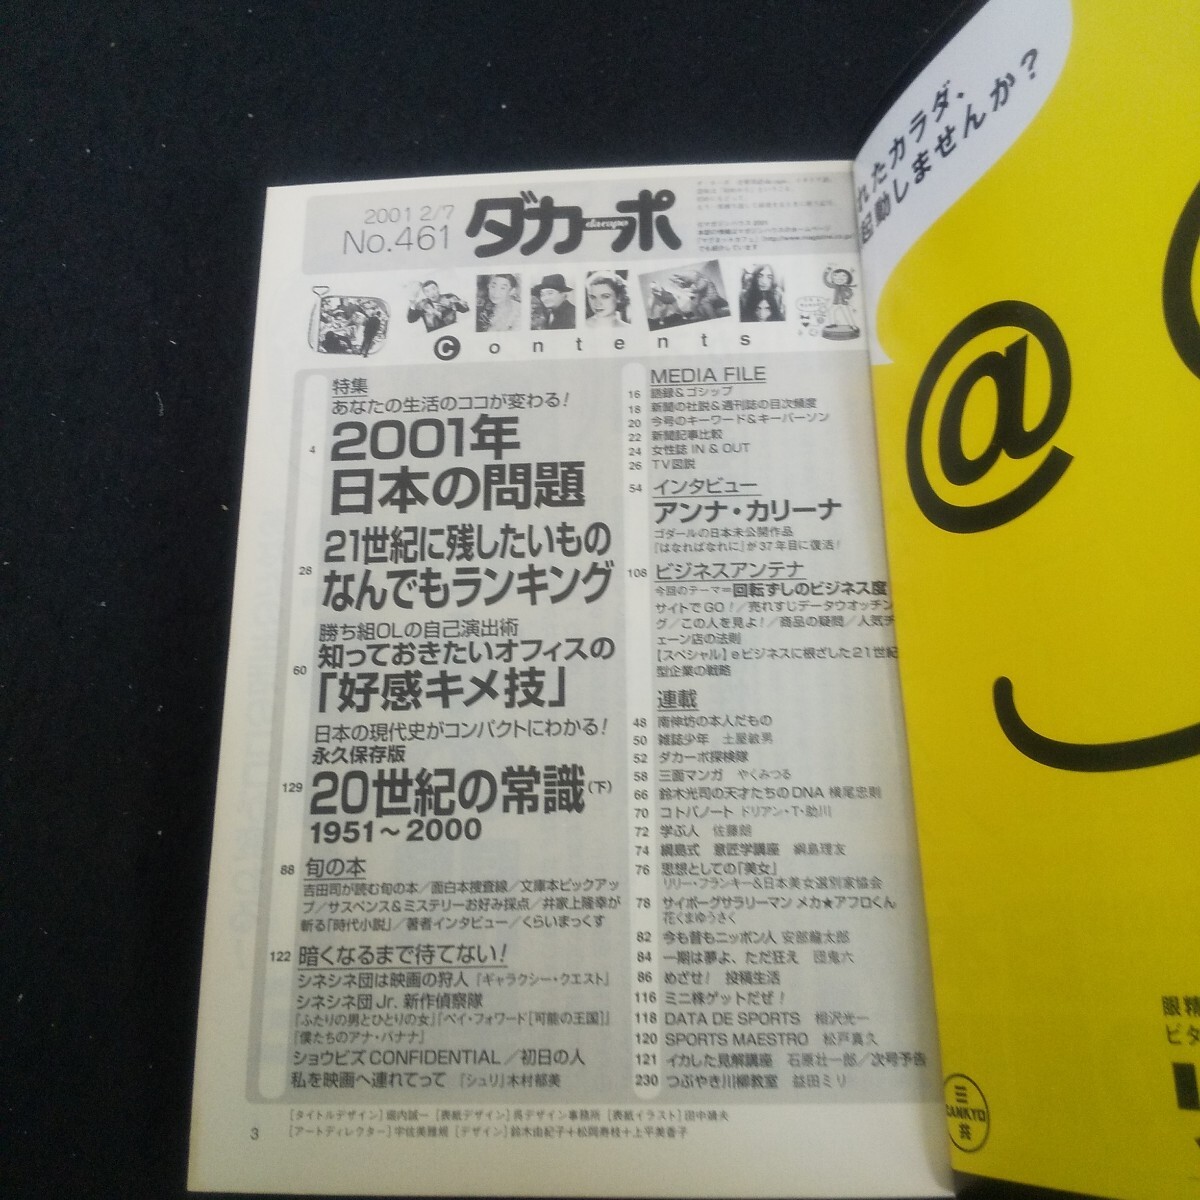 2001 2/7
No.461
ダカーポ
da capo
Contents
特集
あなたの生活のココが変わる!
4 2001年
日本の問題
28 21世紀に残したいもの
なんでもランキング
勝ち組OLの自己演出術
60 知っておきたいオフィスの
「好感キメ技」
日本の現代史がコンパクトにわかる!
永久保存版
129 20世紀の常識(下)
1951〜2000
88 旬の本
吉田司が読む旬の本/面白本捜査線/文庫本ピックアッ
プ/サスペンス&ミステリーお好み採点/井家上隆幸が
斬る「時代小説」/著者インタビュー/くらいまっくす
122 暗くなるまで待てない!
シネシネ団は映画の狩人 『ギャラクシー・クエスト』
シネシネ団Jr. 新作偵察隊
『ふたりの男とひとりの女』『ペイ・フォワード[可能の王国]』
『僕たちのアナ・バナナ』
ショウビズCONFIDENTIAL/初日の人
私を映画へ連れてって 『シュリ』木村郁美
MEDIA FILE
16 語録&ゴシップ
18 新聞の社説&週刊誌の目次頻度
20 今号のキーワード&キーパーソン
22 新聞記事比較
24 女性誌 IN & OUT
26 TV図説
54 インタビュー
アンナ・カリーナ
ゴダールの日本未公開作品
『はなればなれに』が37年目に復活!
108 ビジネスアンテナ
今回のテーマ=回転ずしのビジネス度
サイトでGO!/売れすじデータウオッチン
グ/この人を見よ!/商品の疑問/人気チ
ェーン店の法則
【スペシャル】eビジネスに根ざした21世紀
型企業の戦略
連載
48 南伸坊の本人だもの
50 雑誌少年 土屋敏男
52 ダカーポ探検隊
58 三面マンガ やくみつる
66 鈴木光司の天才たちのDNA 横尾忠則
70 コトバノート ドリアン・T・助川
72 学ぶ人 佐藤朗
74 綱島式 意匠学講座 綱島理友
76 思想としての「美女」
リリー・フランキー&日本美女選別家協会
78 サイボーグサラリーマン メカ★アフロくん
花くまゆうさく
82 今も昔もニッポン人 安部龍太郎
84 一期は夢よ、ただ狂え 団鬼六
86 めざせ! 投稿生活
116 ミニ株ゲットだぜ!
118 DATA DE SPORTS 相沢光一
120 SPORTS MAESTRO 松戸真久
121 イカした見解講座 石原壮一郎/次号予告
230 つぶやき川柳教室 益田ミリ
[タイトルデザイン]堀内誠一 [表紙デザイン]呉デザイン事務所 [表紙イラスト]田中靖夫
[アートディレクター]宇佐美雅規 [デザイン]鈴木由紀子+松岡寿枝+上平美香子
3
れたカラダ、
起動しませんか?
@
眼精
ビタ
SANKYO
三
共